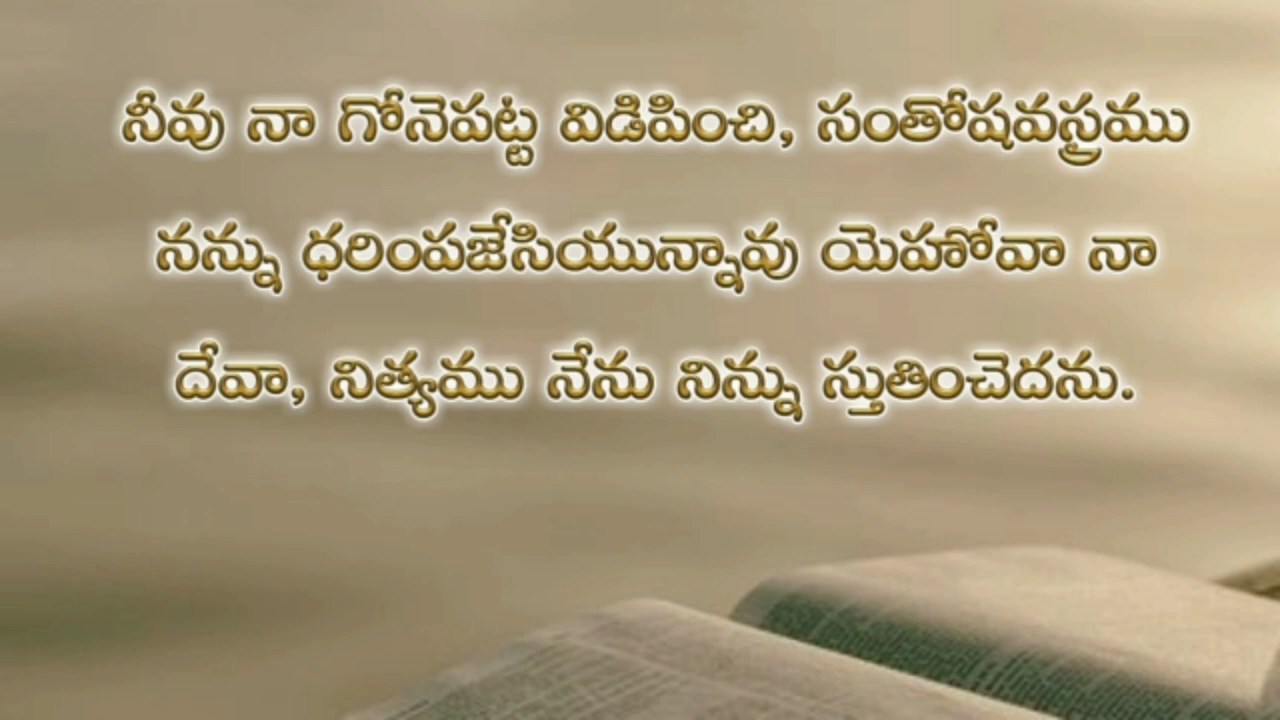 నీవు నా గోనెపట్ట విడిపించి, సంతోషవస్త్రము
నన్ను ధరింపజేసియున్నావు యెహోవా నా
దేవా, నిత్యము నేను నిన్ను స్తుతించెదను.